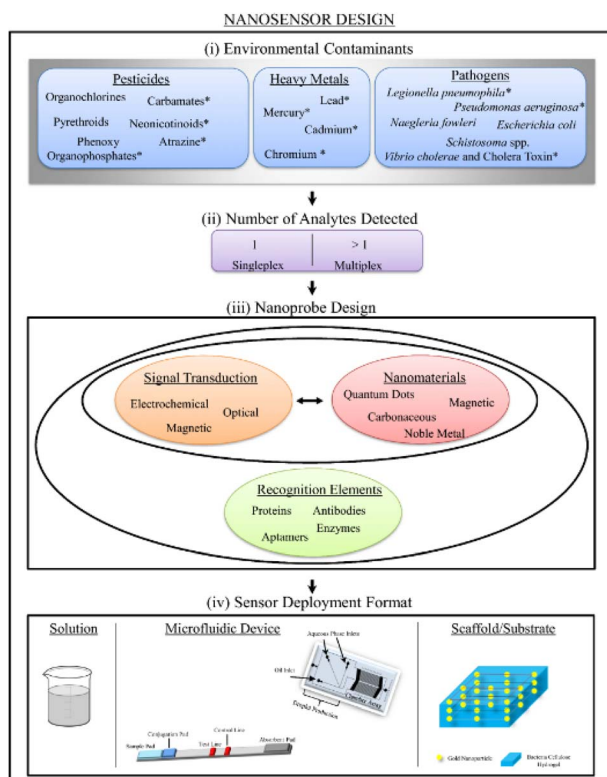 NANOSENSOR DESIGN
(i) Environmental Contaminants
Pesticides
Organochlorines
Carbamates*
Pyrethroids
Neonicotinoids*
Phenoxy
Atrazine*
Organophosphates*
Heavy Metals
Lead*
Mercury*
Cadmium*
Chromium *
Pathogens
Legionella pneumophila*
Pseudomonas aeruginosa*
Naegleria fowleri
Escherichia coli
Schistosoma spp.
Vibrio cholerae and Cholera Toxin*
(ii) Number of Analytes Detected
1
> 1
Singleplex
Multiplex
(iii) Nanoprobe Design
Signal Transduction
Electrochemical
Optical
Magnetic
Nanomaterials
Quantum Dots
Magnetic
Carbonaceous
Noble Metal
Recognition Elements
Proteins
Antibodies
Enzymes
Aptamers
(iv) Sensor Deployment Format
Solution
Microfluidic Device
Aqueous Phase Inlets
Oil Inlet
Droplet Production
Chamber Array
Control Line
Conjugation Pad
Test Line
Absorbent Pad
Sample Pad
Scaffold/Substrate
Gold Nanoparticle
Bacteria Cellulose
Hydrogel